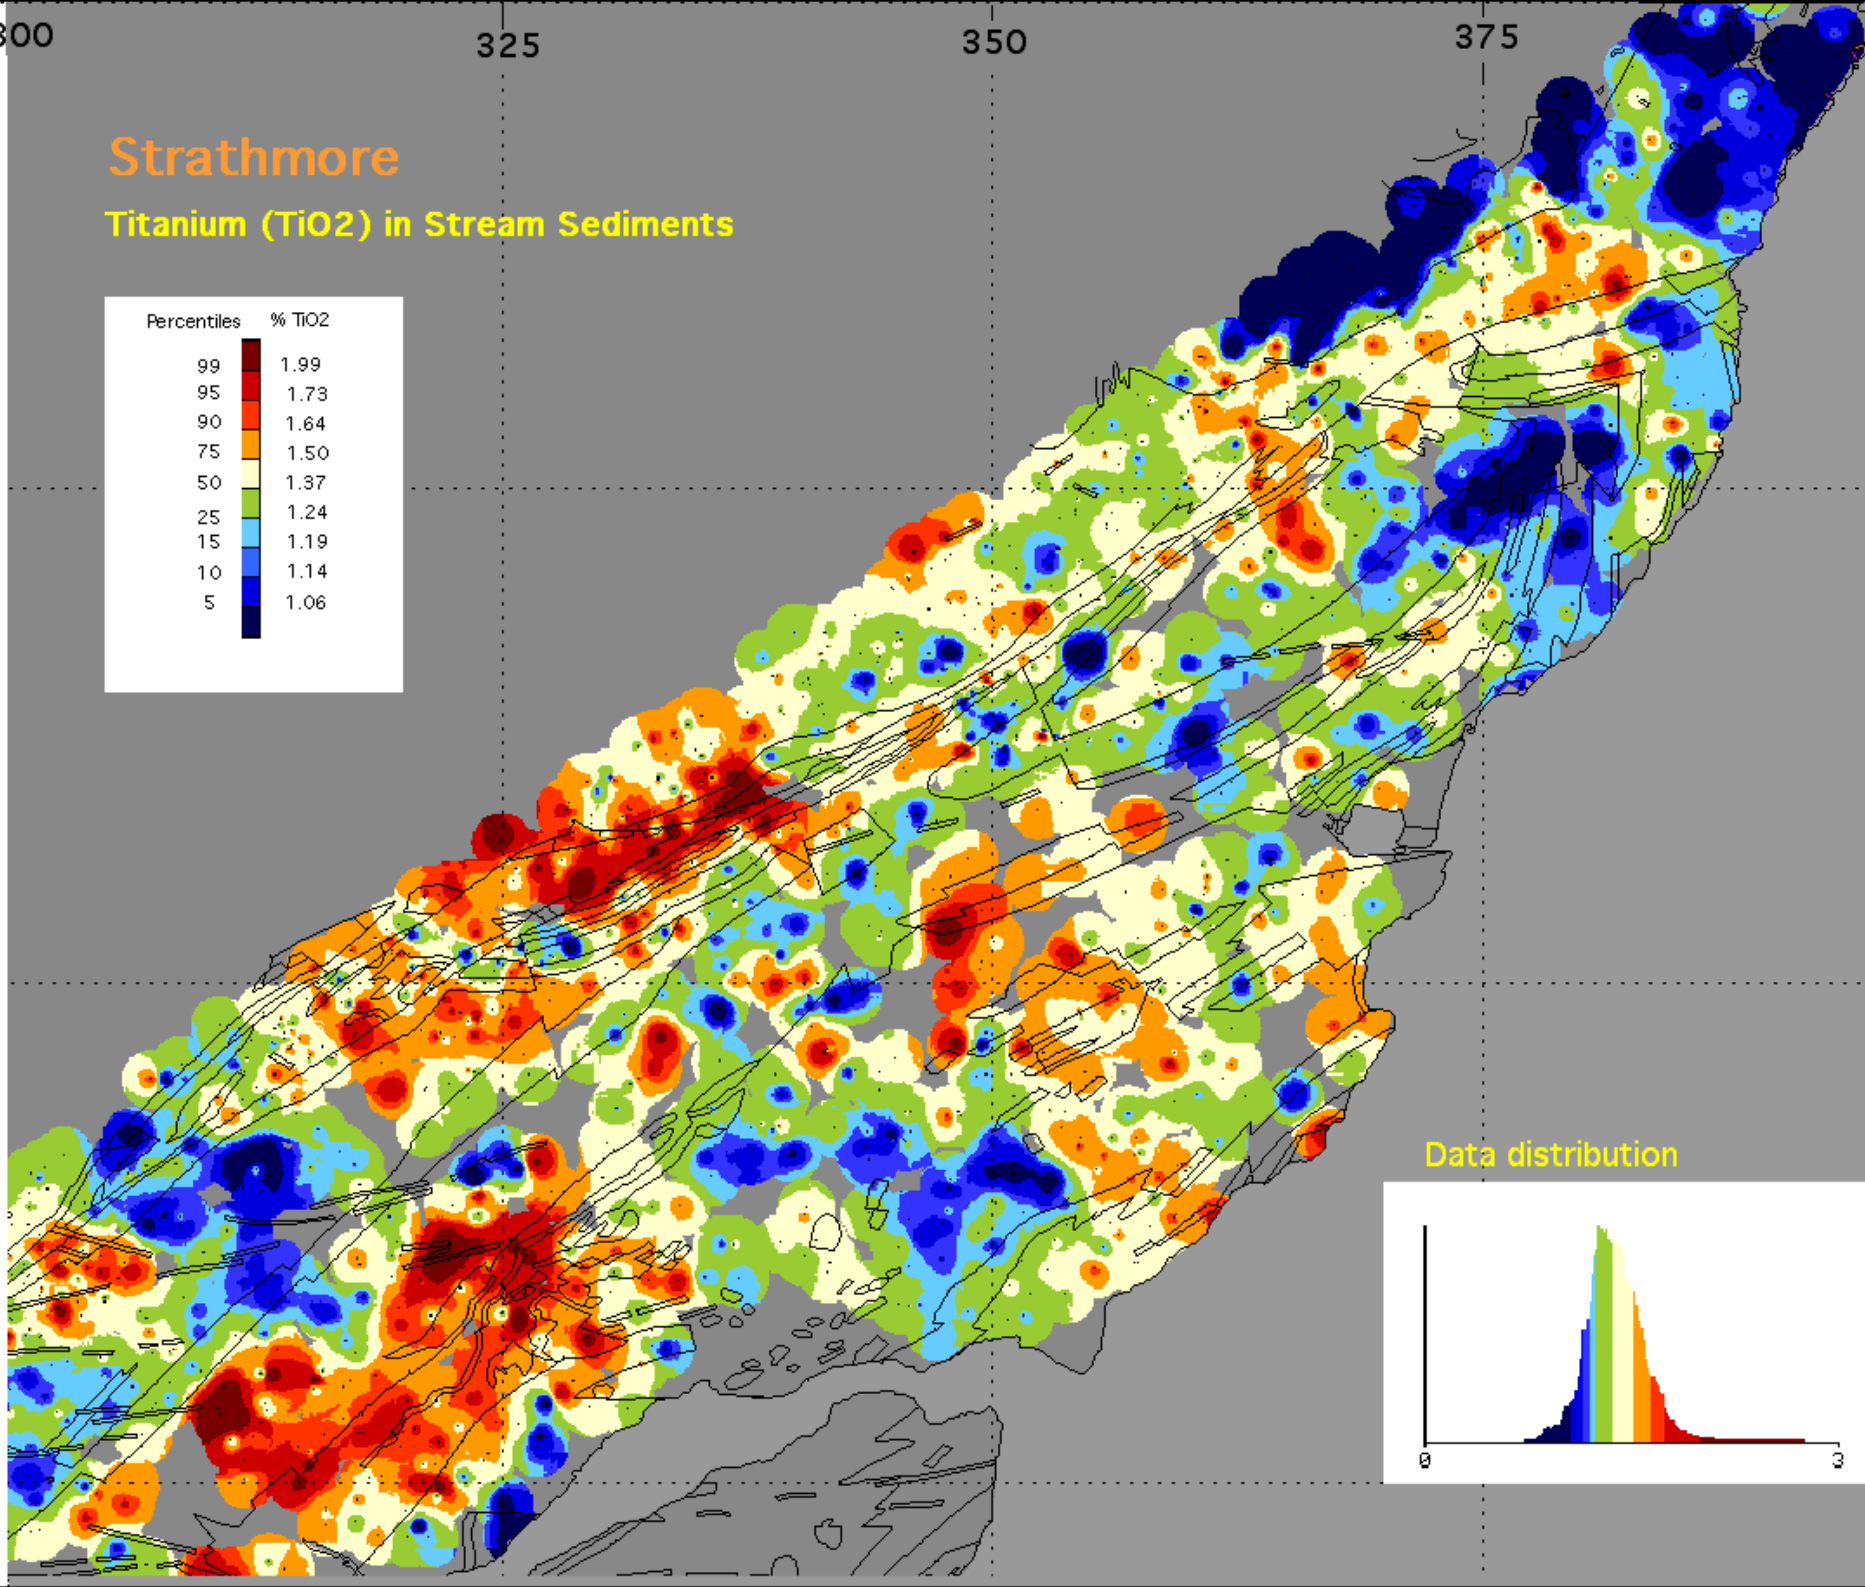 300 325 350 375
Strathmore
Titanium (TiO2) in Stream Sediments
Percentiles % TiO2
99 1.99
95 1.73
90 1.64
75 1.50
50 1.37
25 1.24
15 1.19
10 1.14
5 1.06
Data distribution
0 3